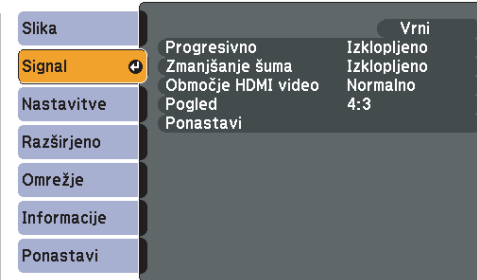 Slika
Signal
Nastavitve
Razširjeno
Omrežje
Informacije
Ponastavi
Vrni
Progresivno Izklopljeno
Zmanjšanje šuma Izklopljeno
Območje HDMI video Normalno
Pogled 4:3
Ponastavi